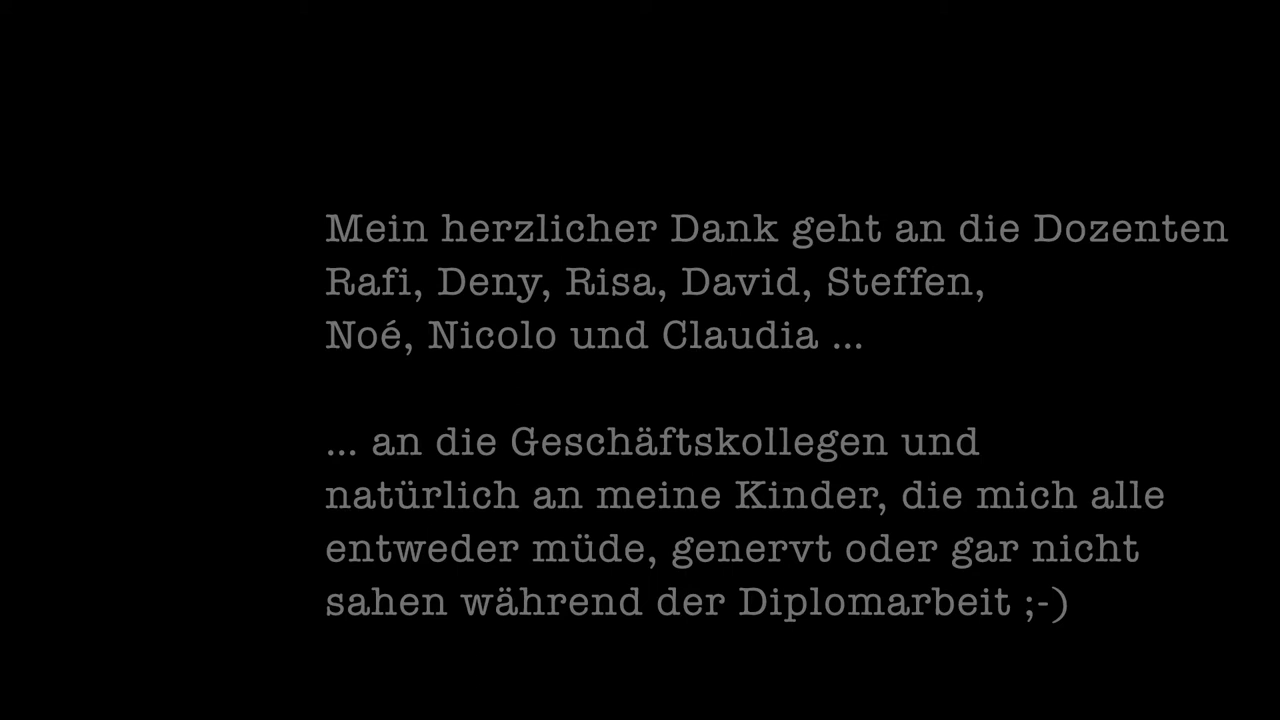 Mein herzlicher Dank geht an die Dozenten
Rafi, Deny, Risa, David, Steffen,
Noé, Nicolo und Claudia ...
... an die Geschäftskollegen und
natürlich an meine Kinder, die mich alle
entweder müde, genervt oder gar nicht
sahen während der Diplomarbeit ;-)